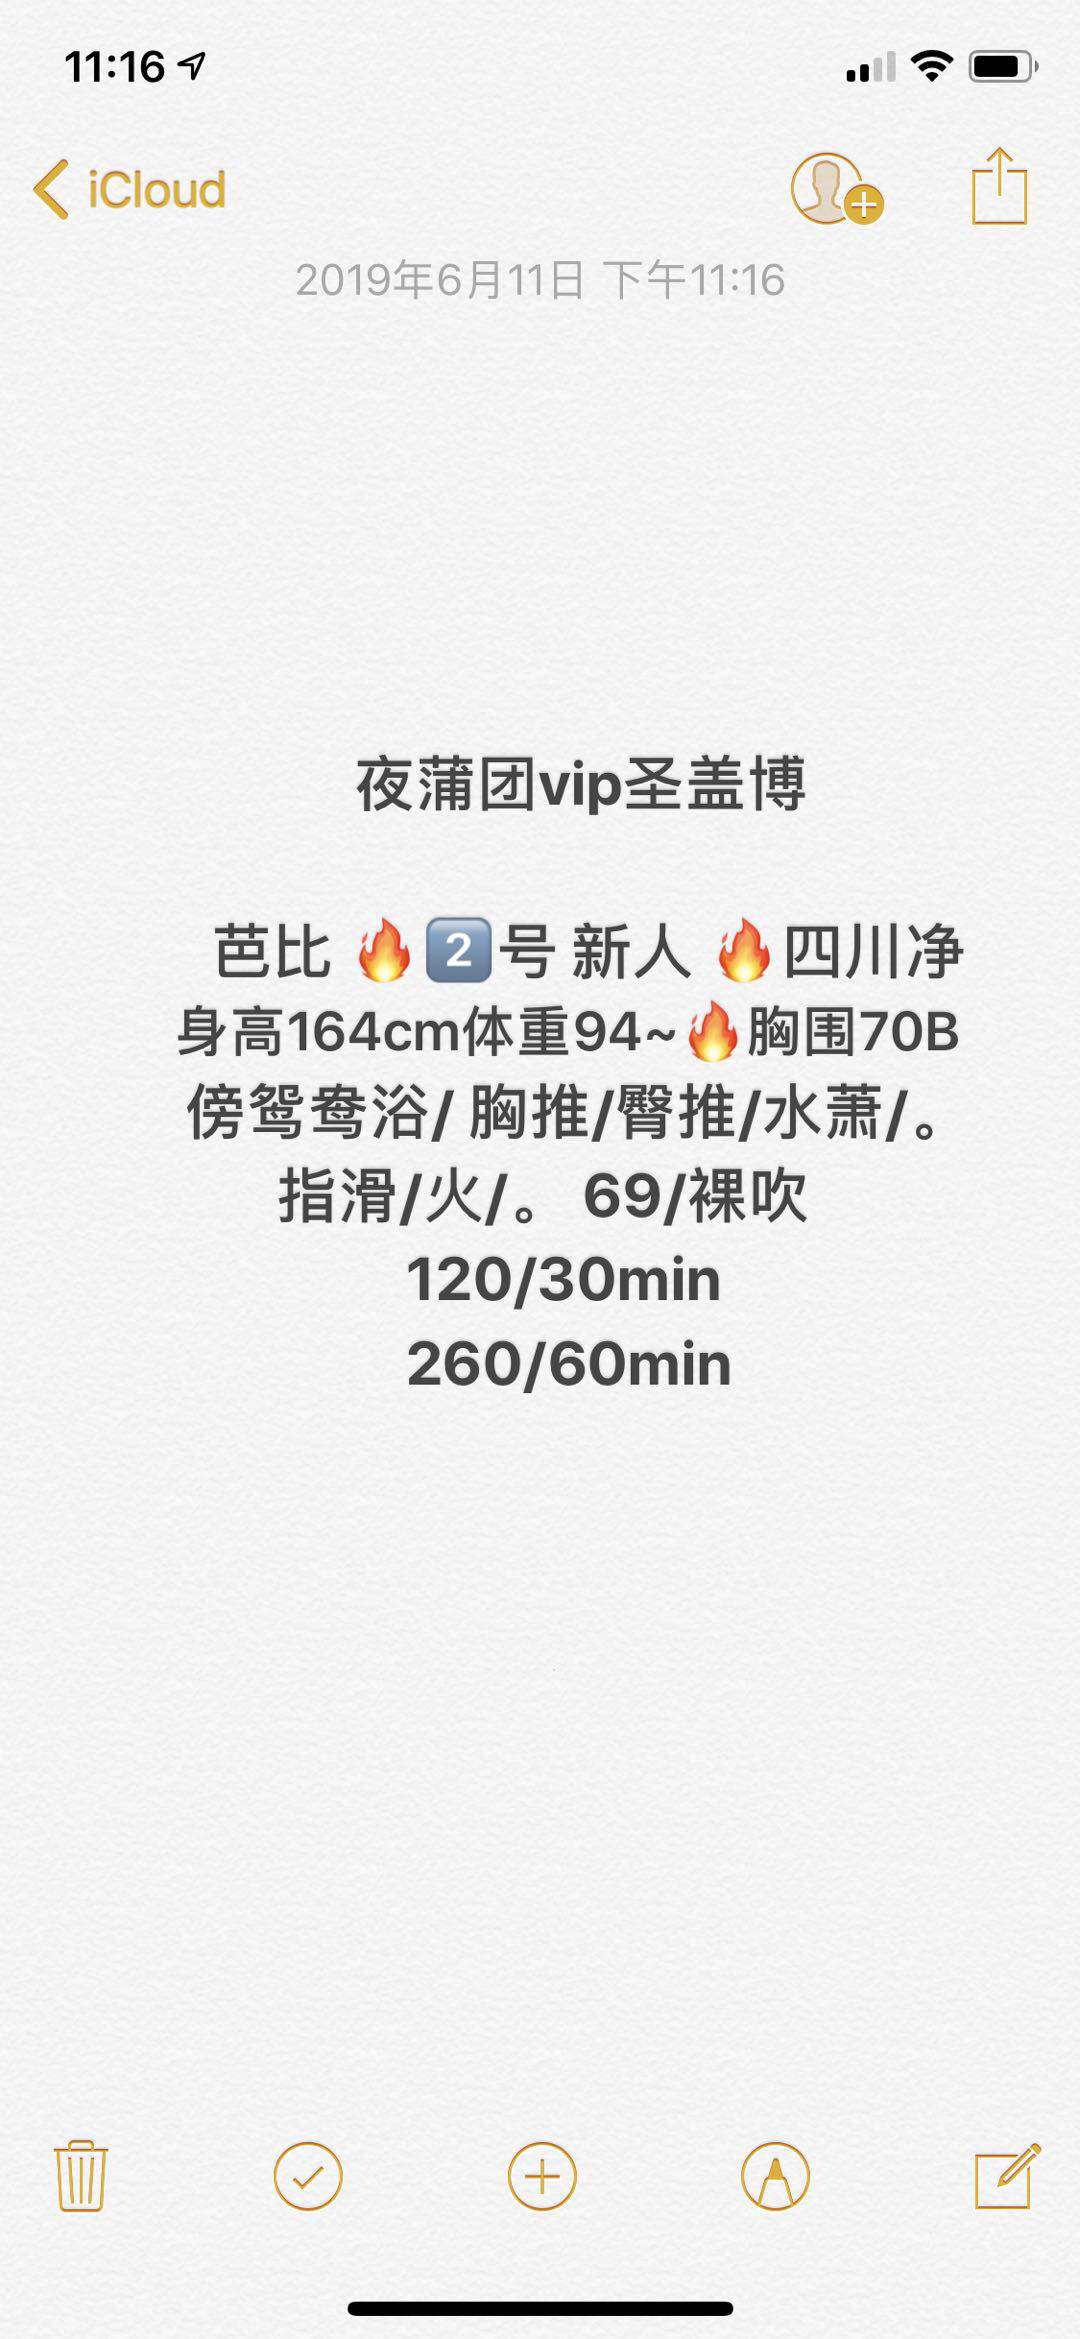 11:16
iCloud
2019年6月11日 下午11:16
夜蒲团vip圣盖博
芭比 🔥2️⃣号 新人 🔥四川净
身高164cm体重94~🔥胸围70B
傍鸳鸯浴/ 胸推/臀推/水萧/。
指滑/火/。 69/裸吹
120/30min
260/60min